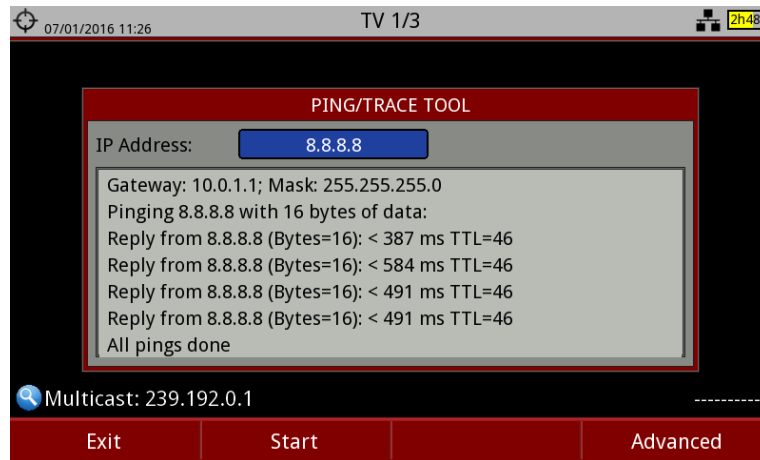 07/01/2016 11:26 TV 1/3 2h48
PING/TRACE TOOL
IP Address: 8.8.8.8
Gateway: 10.0.1.1; Mask: 255.255.255.0
Pinging 8.8.8.8 with 16 bytes of data:
Reply from 8.8.8.8 (Bytes=16): < 387 ms TTL=46
Reply from 8.8.8.8 (Bytes=16): < 584 ms TTL=46
Reply from 8.8.8.8 (Bytes=16): < 491 ms TTL=46
Reply from 8.8.8.8 (Bytes=16): < 491 ms TTL=46
All pings done
Multicast: 239.192.0.1 ----------
Exit Start Advanced